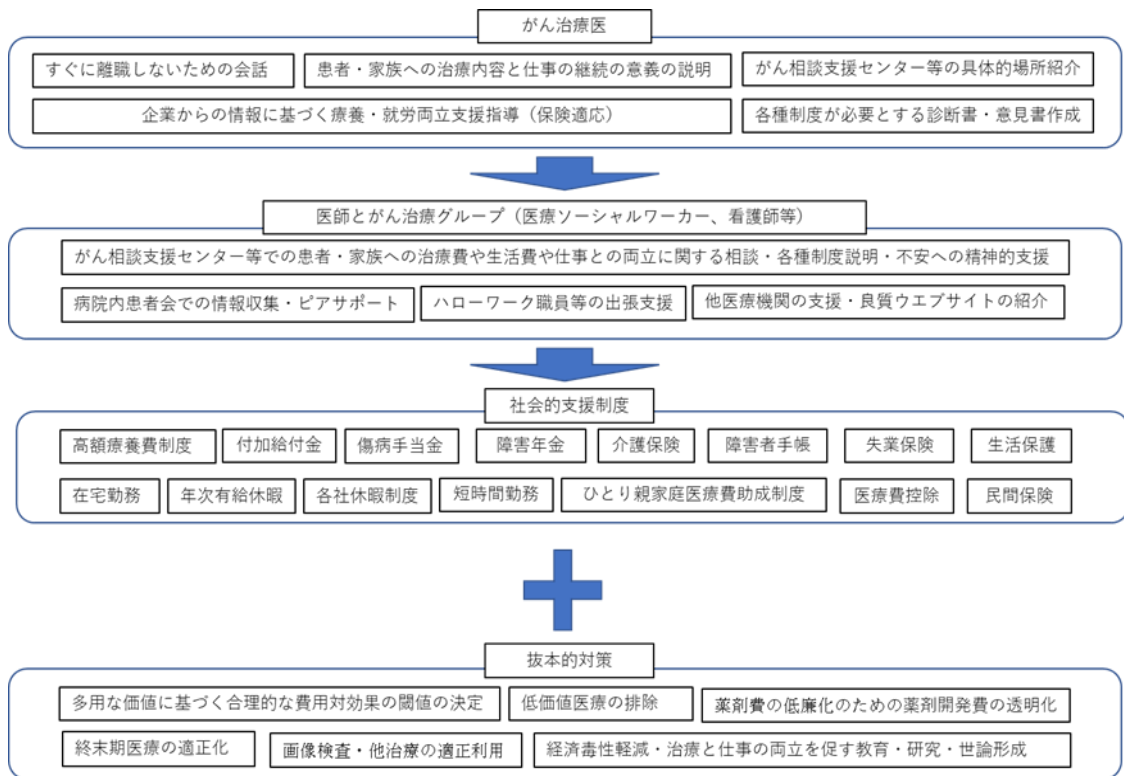 がん治療医
すぐに離職しないための会話
患者・家族への治療内容と仕事の継続の意義の説明
がん相談支援センター等の具体的場所紹介
企業からの情報に基づく療養・就労両立支援指導（保険適応）
各種制度が必要とする診断書・意見書作成
医師とがん治療グループ（医療ソーシャルワーカー、看護師等）
がん相談支援センター等での患者・家族への治療費や生活費や仕事との両立に関する相談・各種制度説明・不安への精神的支援
病院内患者会での情報収集・ピアサポート
ハローワーク職員等の出張支援
他医療機関の支援・良質ウエブサイトの紹介
社会的支援制度
高額療養費制度
付加給付金
傷病手当金
障害年金
介護保険
障害者手帳
失業保険
生活保護
在宅勤務
年次有給休暇
各社休暇制度
短時間勤務
ひとり親家庭医療費助成制度
医療費控除
民間保険
抜本的対策
多用な価値に基づく合理的な費用対効果の閾値の決定
低価値医療の排除
薬剤費の低廉化のための薬剤開発費の透明化
終末期医療の適正化
画像検査・他治療の適正利用
経済毒性軽減・治療と仕事の両立を促す教育・研究・世論形成